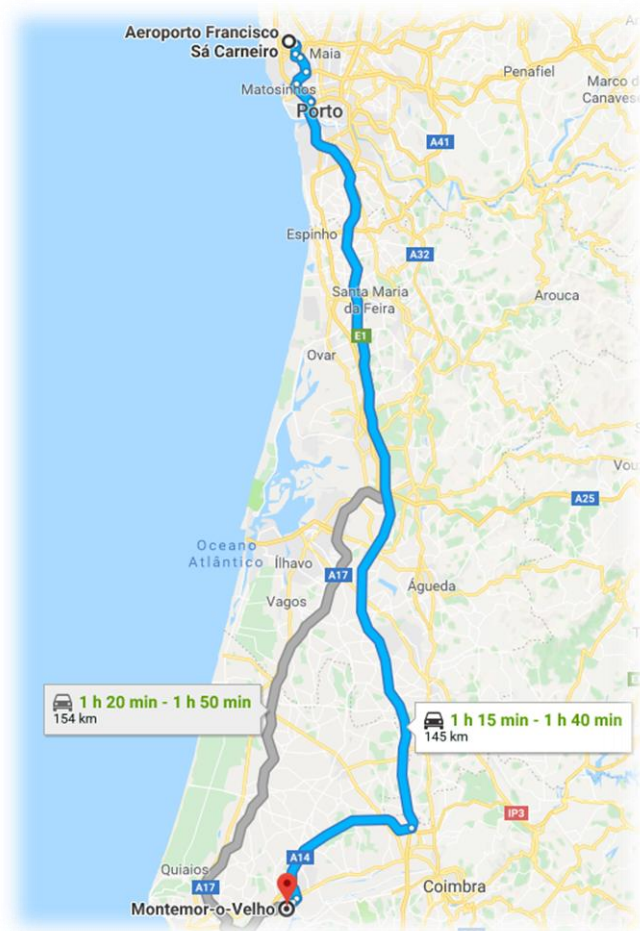 Aeroporto Francisco
Sá Carneiro
Maia
Penafiel
Matosinhos
Marco d
Canavese
Porto
A41
Espinho
A32
Santa Maria
da Feira
Arouca
E1
Ovar
Vou
A25
Oceano
Atlântico
Ílhavo
A17
Águeda
Vagos
1 h 20 min - 1 h 50 min
154 km
1 h 15 min - 1 h 40 min
145 km
IP3
A14
Quiaios
A17
Coimbra
Montemor-o-Velho